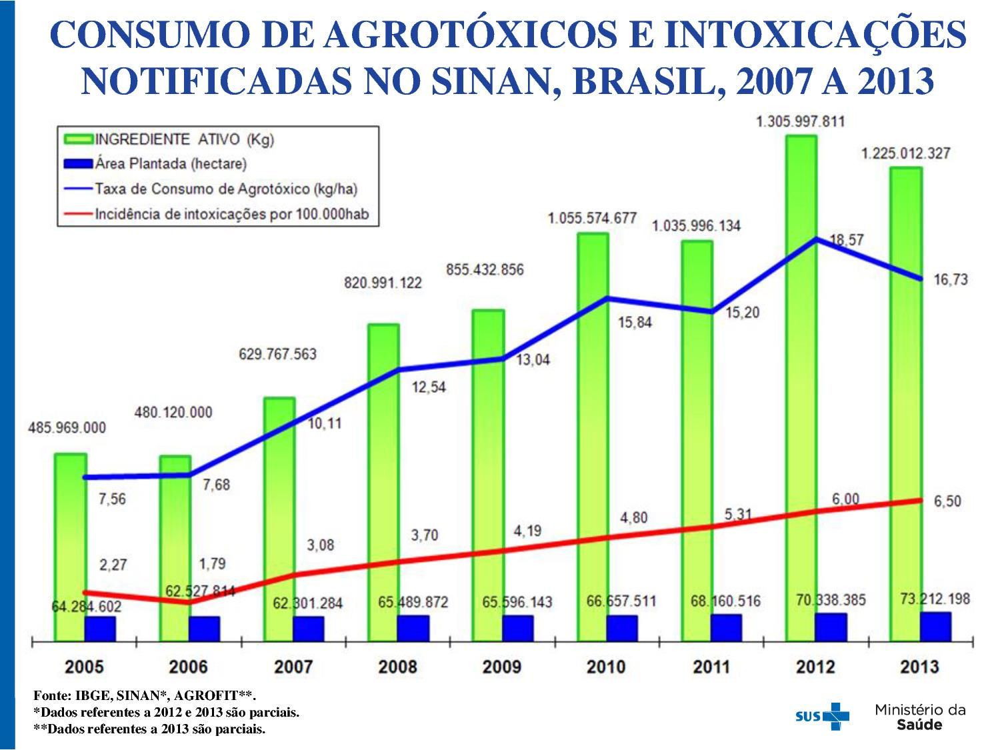 CONSUMO DE AGROTÓXICOS E INTOXICAÇÕES
NOTIFICADAS NO SINAN, BRASIL, 2007 A 2013
INGREDIENTE ATIVO (Kg)
Área Plantada (hectare)
Taxa de Consumo de Agrotóxico (kg/ha)
Incidência de intoxicações por 100.000hab
1.305.997.811
1.225.012.327
1.055.574.677
1.035.996.134
855.432.856
820.991.122
629.767.563
480.120.000
485.969.000
7,56
7,68
10,11
12,54
13,04
15,84
15,20
18,57
16,73
2,27
1,79
3,08
3,70
4,19
4,80
5,31
6,00
6,50
64.284.602
62.527.814
62.301.284
65.489.872
65.596.143
66.657.511
68.160.516
70.338.385
73.212.198
2005 2006 2007 2008 2009 2010 2011 2012 2013
Fonte: IBGE, SINAN*, AGROFIT**.
*Dados referentes a 2012 e 2013 são parciais.
**Dados referentes a 2013 são parciais.
SUS
Ministério da
Saúde